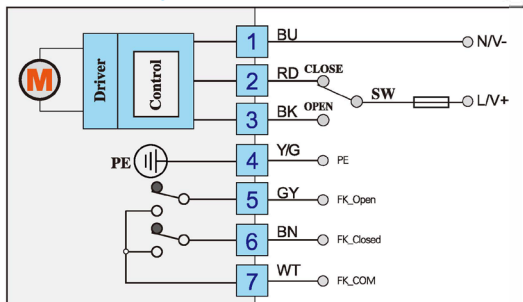 1 BU N/V-
M Driver Control 2 RD CLOSE
SW L/V+
3 BK OPEN
PE 4 Y/G PE
5 GY FK_Open
6 BN FK_Closed
7 WT FK_COM